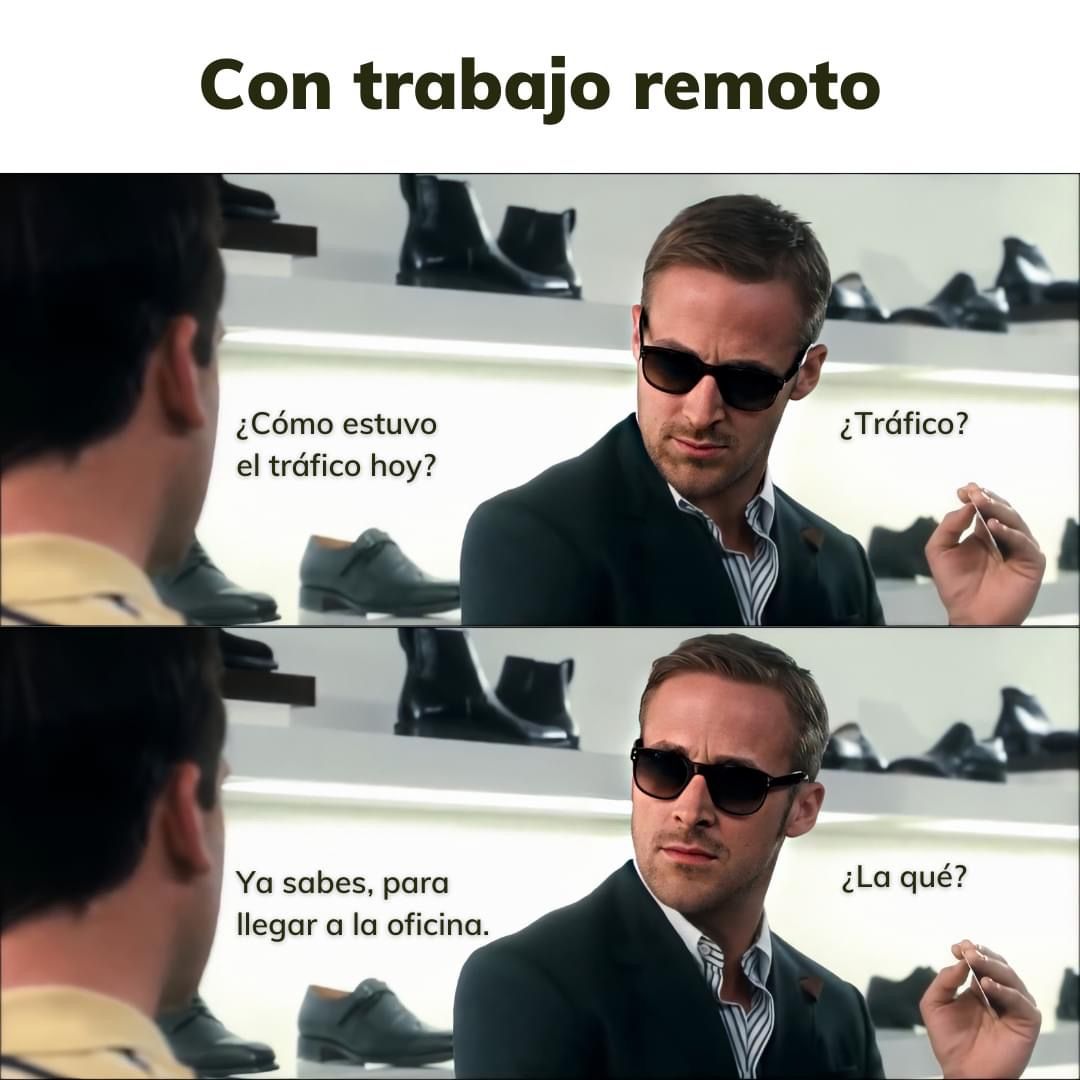 Con trabajo remoto
¿Cómo estuvo
el tráfico hoy?
¿Tráfico?
Ya sabes, para
llegar a la oficina.
¿La qué?